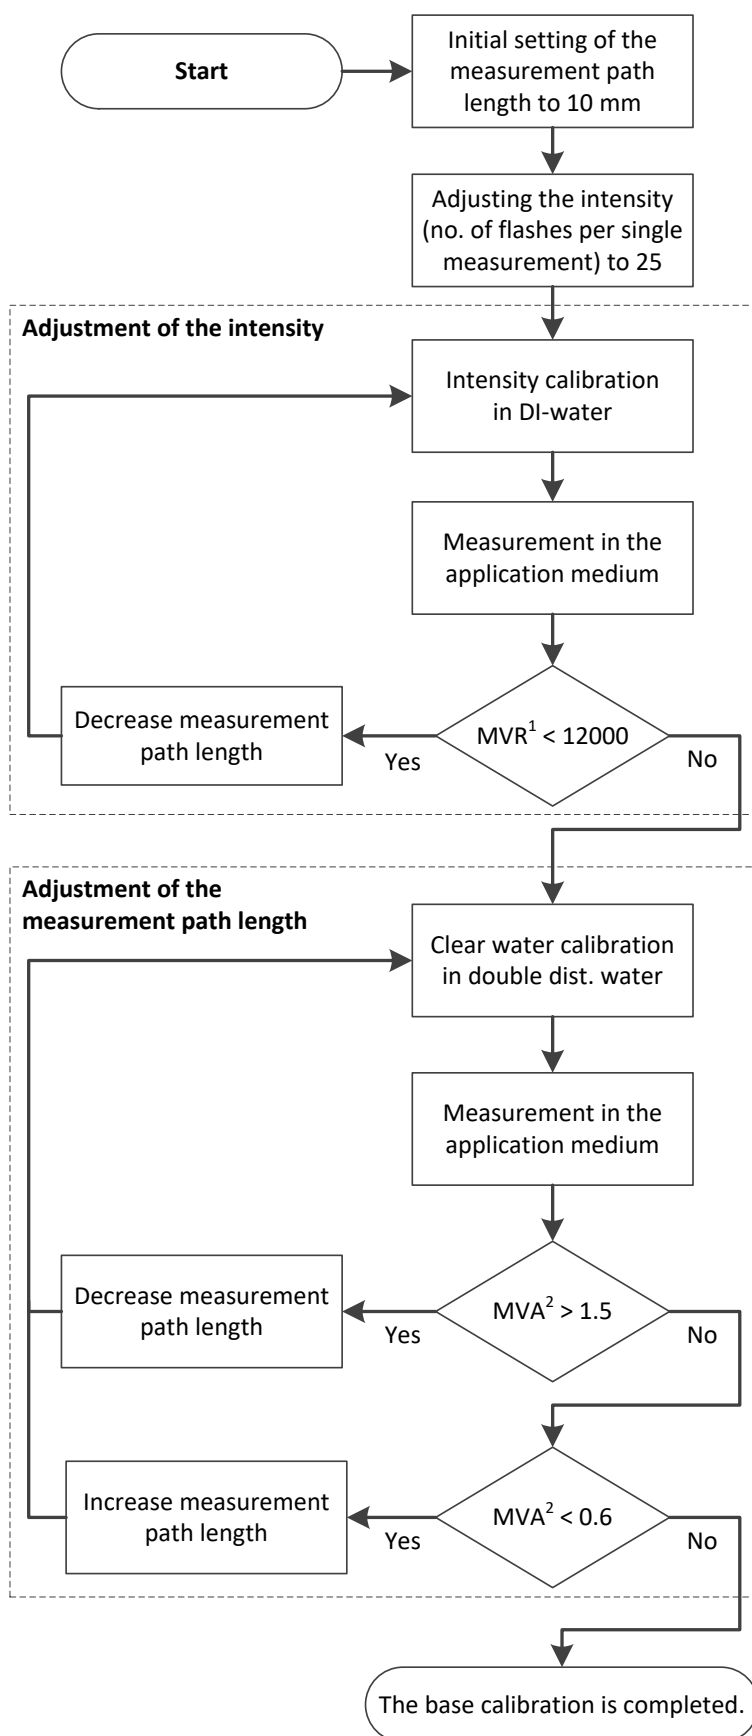 Start
Initial setting of the
measurement path
length to 10 mm
Adjusting the intensity
(no. of flashes per single
measurement) to 25
Adjustment of the intensity
Intensity calibration
in DI-water
Measurement in the
application medium
Decrease measurement
path length
Yes
MVR¹ < 12000
No
Adjustment of the
measurement path length
Clear water calibration
in double dist. water
Measurement in the
application medium
Decrease measurement
path length
Yes
MVA² > 1.5
No
Increase measurement
path length
Yes
MVA² < 0.6
No
The base calibration is completed.